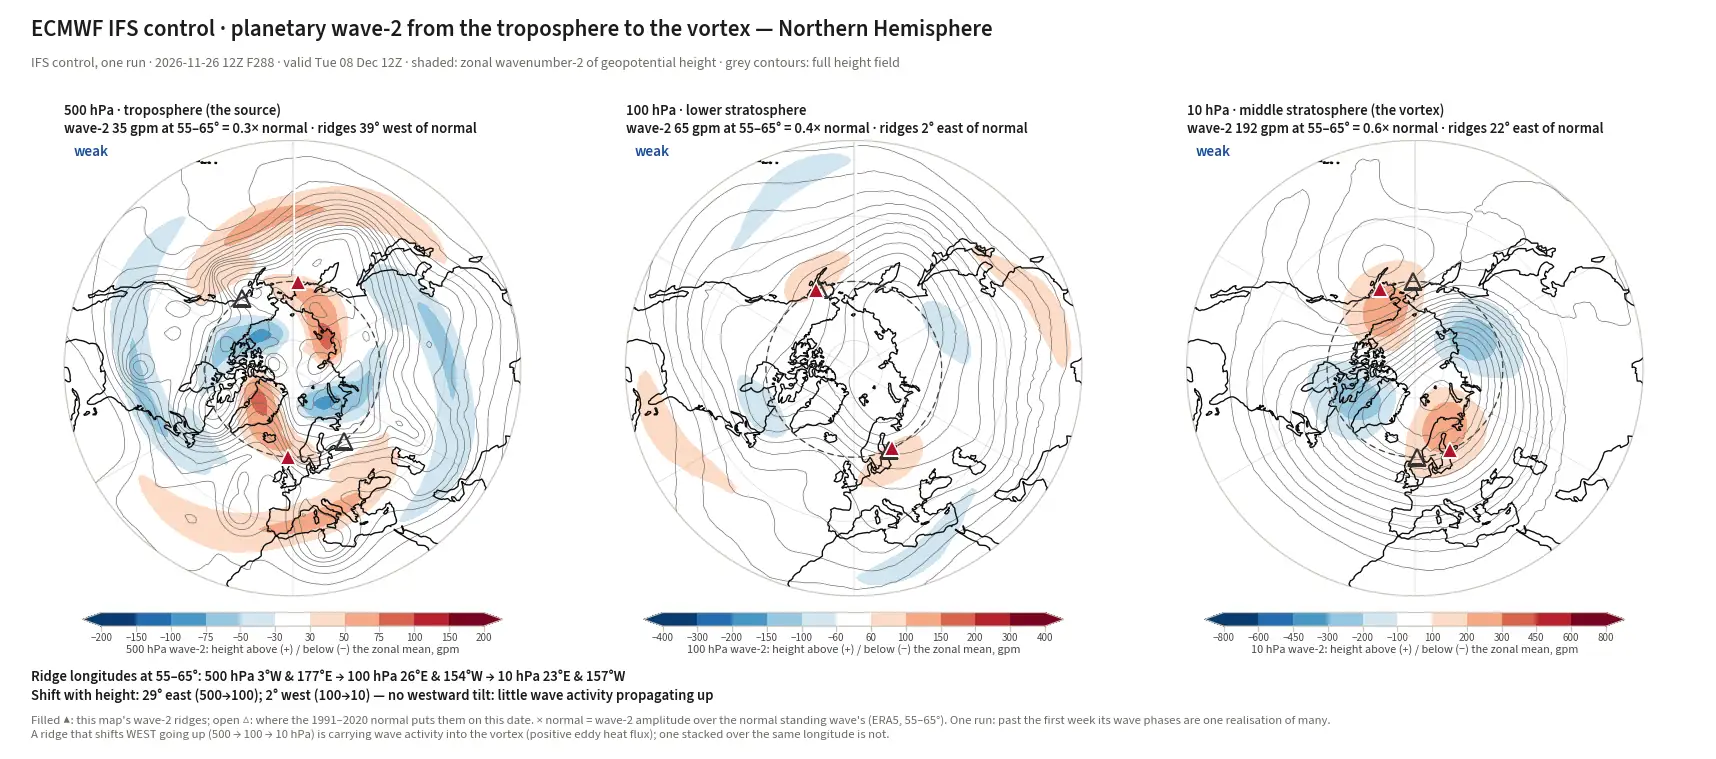 ECMWF IFS control · planetary wave-2 from the troposphere to the vortex — Northern Hemisphere
IFS control, one run · 2026-11-26 12Z F288 · valid Tue 08 Dec 12Z · shaded: zonal wavenumber-2 of geopotential height · grey contours: full height field
500 hPa · troposphere (the source)
wave-2 35 gpm at 55–65° = 0.3× normal · ridges 39° west of normal
weak
100 hPa · lower stratosphere
wave-2 65 gpm at 55–65° = 0.4× normal · ridges 2° east of normal
weak
10 hPa · middle stratosphere (the vortex)
wave-2 192 gpm at 55–65° = 0.6× normal · ridges 22° east of normal
weak
−200 −150 −100 −75 −50 −30 30 50 75 100 150 200
500 hPa wave-2: height above (+) / below (−) the zonal mean, gpm
−400 −300 −200 −150 −100 −60 60 100 150 200 300 400
100 hPa wave-2: height above (+) / below (−) the zonal mean, gpm
−800 −600 −450 −300 −200 −100 100 200 300 450 600 800
10 hPa wave-2: height above (+) / below (−) the zonal mean, gpm
Ridge longitudes at 55–65°: 500 hPa 3°W & 177°E → 100 hPa 26°E & 154°W → 10 hPa 23°E & 157°W
Shift with height: 29° east (500→100); 2° west (100→10) — no westward tilt: little wave activity propagating up
Filled ▲: this map's wave-2 ridges; open △: where the 1991–2020 normal puts them on this date. × normal = wave-2 amplitude over the normal standing wave's (ERA5, 55–65°). One run: past the first week its wave phases are one realisation of many.
A ridge that shifts WEST going up (500 → 100 → 10 hPa) is carrying wave activity into the vortex (positive eddy heat flux); one stacked over the same longitude is not.